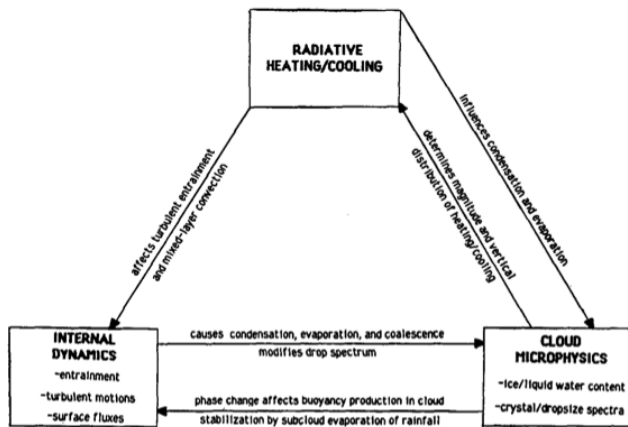 RADIATIVE
HEATING/COOLING
influences condensation and evaporation
determines magnitude and vertical
distribution of heating/cooling
affects turbulent entrainment
and mixed-layer convection
INTERNAL
DYNAMICS
-entrainment
-turbulent motions
-surface fluxes
causes condensation, evaporation, and coalescence
modifies drop spectrum
phase change affects buoyancy production in cloud
stabilization by subcloud evaporation of rainfall
CLOUD
MICROPHYSICS
-ice/liquid water content
-crystal/dropsize spectra